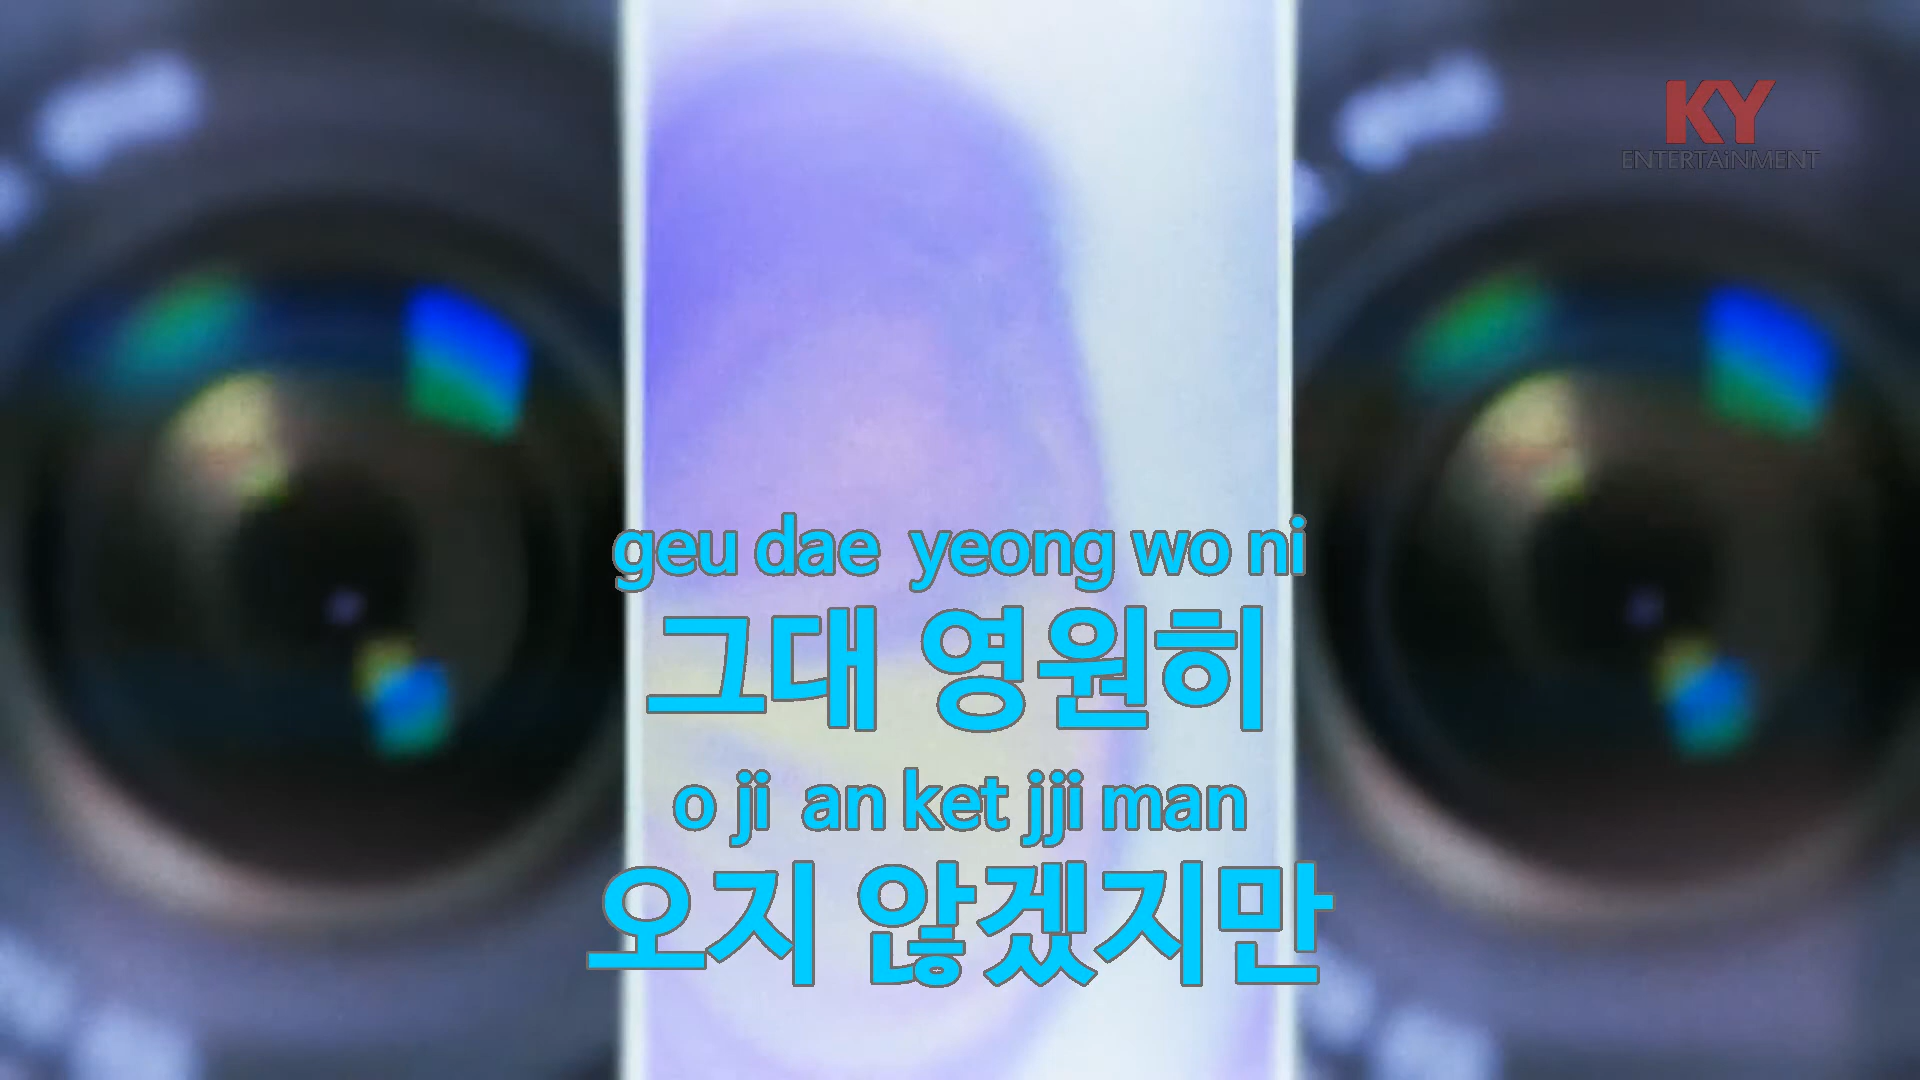 KY
ENTERTAiNMENT
geu dae yeong wo ni
그대 영원히
o ji an ket jji man
오지 않겠지만